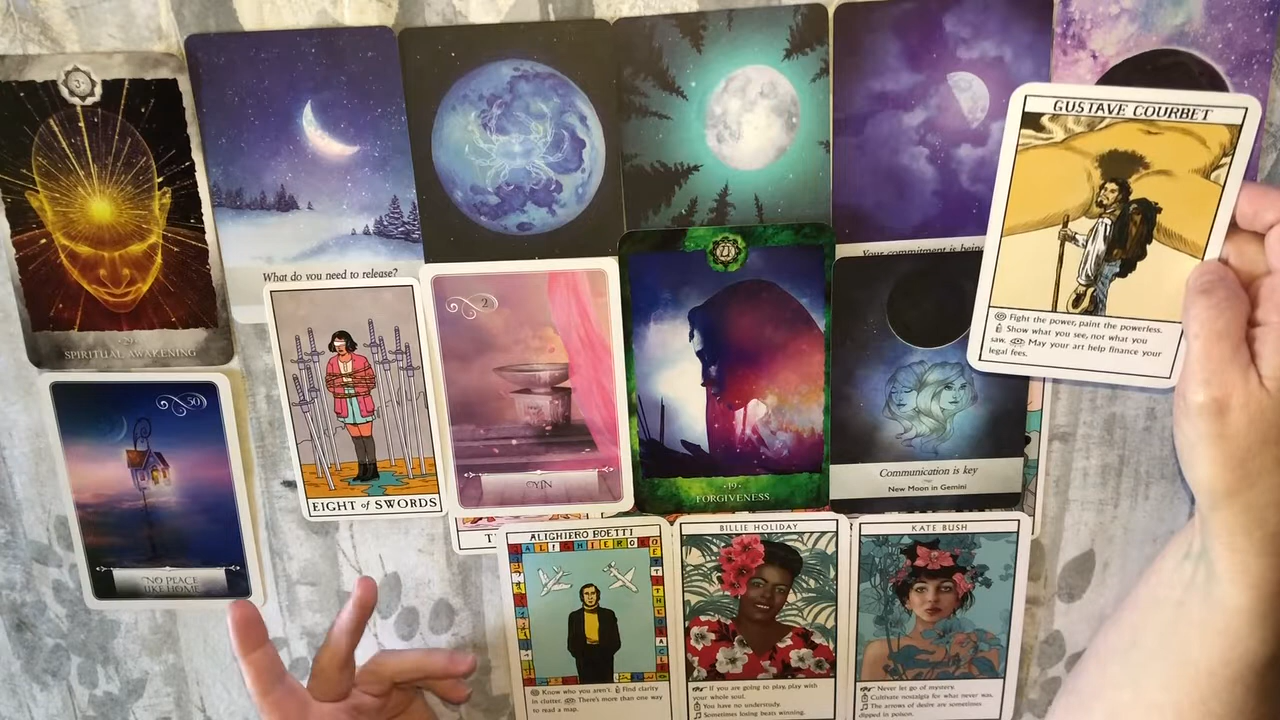 3
·29·
SPIRITUAL AWAKENING
What do you need to release?
Your commitment is being
GUSTAVE COURBET
Fight the power, paint the powerless.
Show what you see, not what you
saw. May your art help finance your
legal fees.
50
NO PEACE
LIKE HOME
EIGHT of SWORDS
2
YIN
·19·
FORGIVENESS
Communication is key
New Moon in Gemini
ALIGHIERO BOETTI
Know who you aren't. Find clarity
in clutter. There's more than one way
to read a map.
BILLIE HOLIDAY
If you are going to play, play with
your whole soul.
You have no understudy.
Sometimes losing beats winning.
KATE BUSH
Never let go of mystery.
Cultivate nostalgia for what never was.
The arrows of desire are sometimes
dipped in poison.